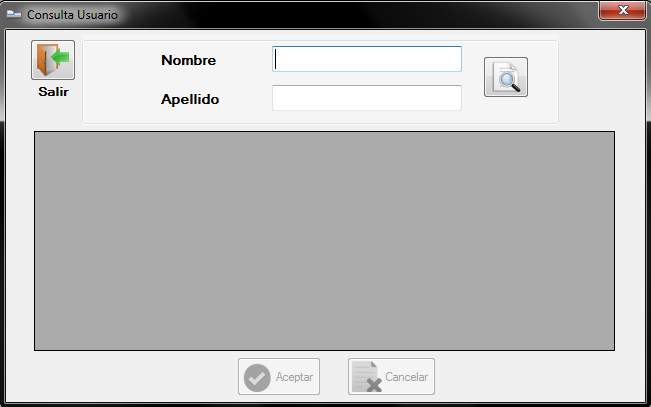 Consulta Usuario
Nombre
Salir
Apellido
Aceptar
Cancelar